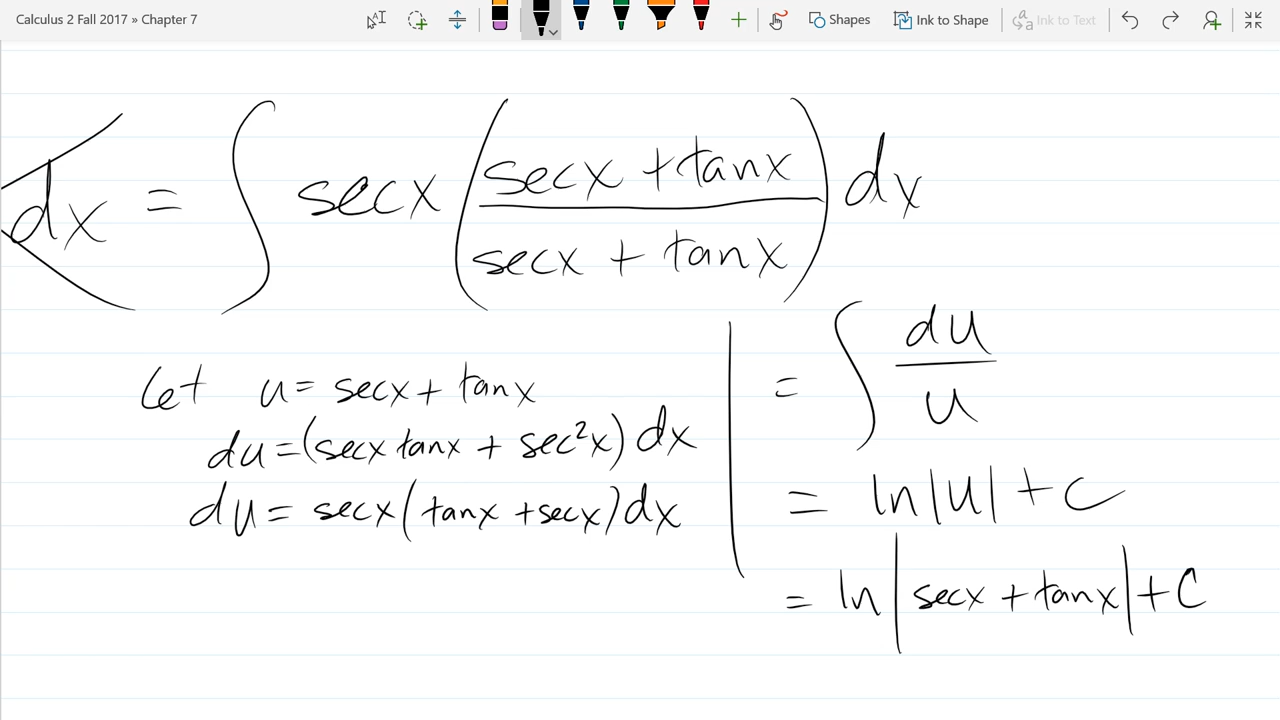 Calculus 2 Fall 2017 » Chapter 7
Shapes
Ink to Shape
Ink to Text
dx = ∫ secx (secx + tanx / secx + tanx) dx
Let u = secx + tanx
du = (secx tanx + sec²x) dx
du = secx (tanx + secx) dx
= ∫ du/u
= ln|u| + C
= ln|secx + tanx| + C